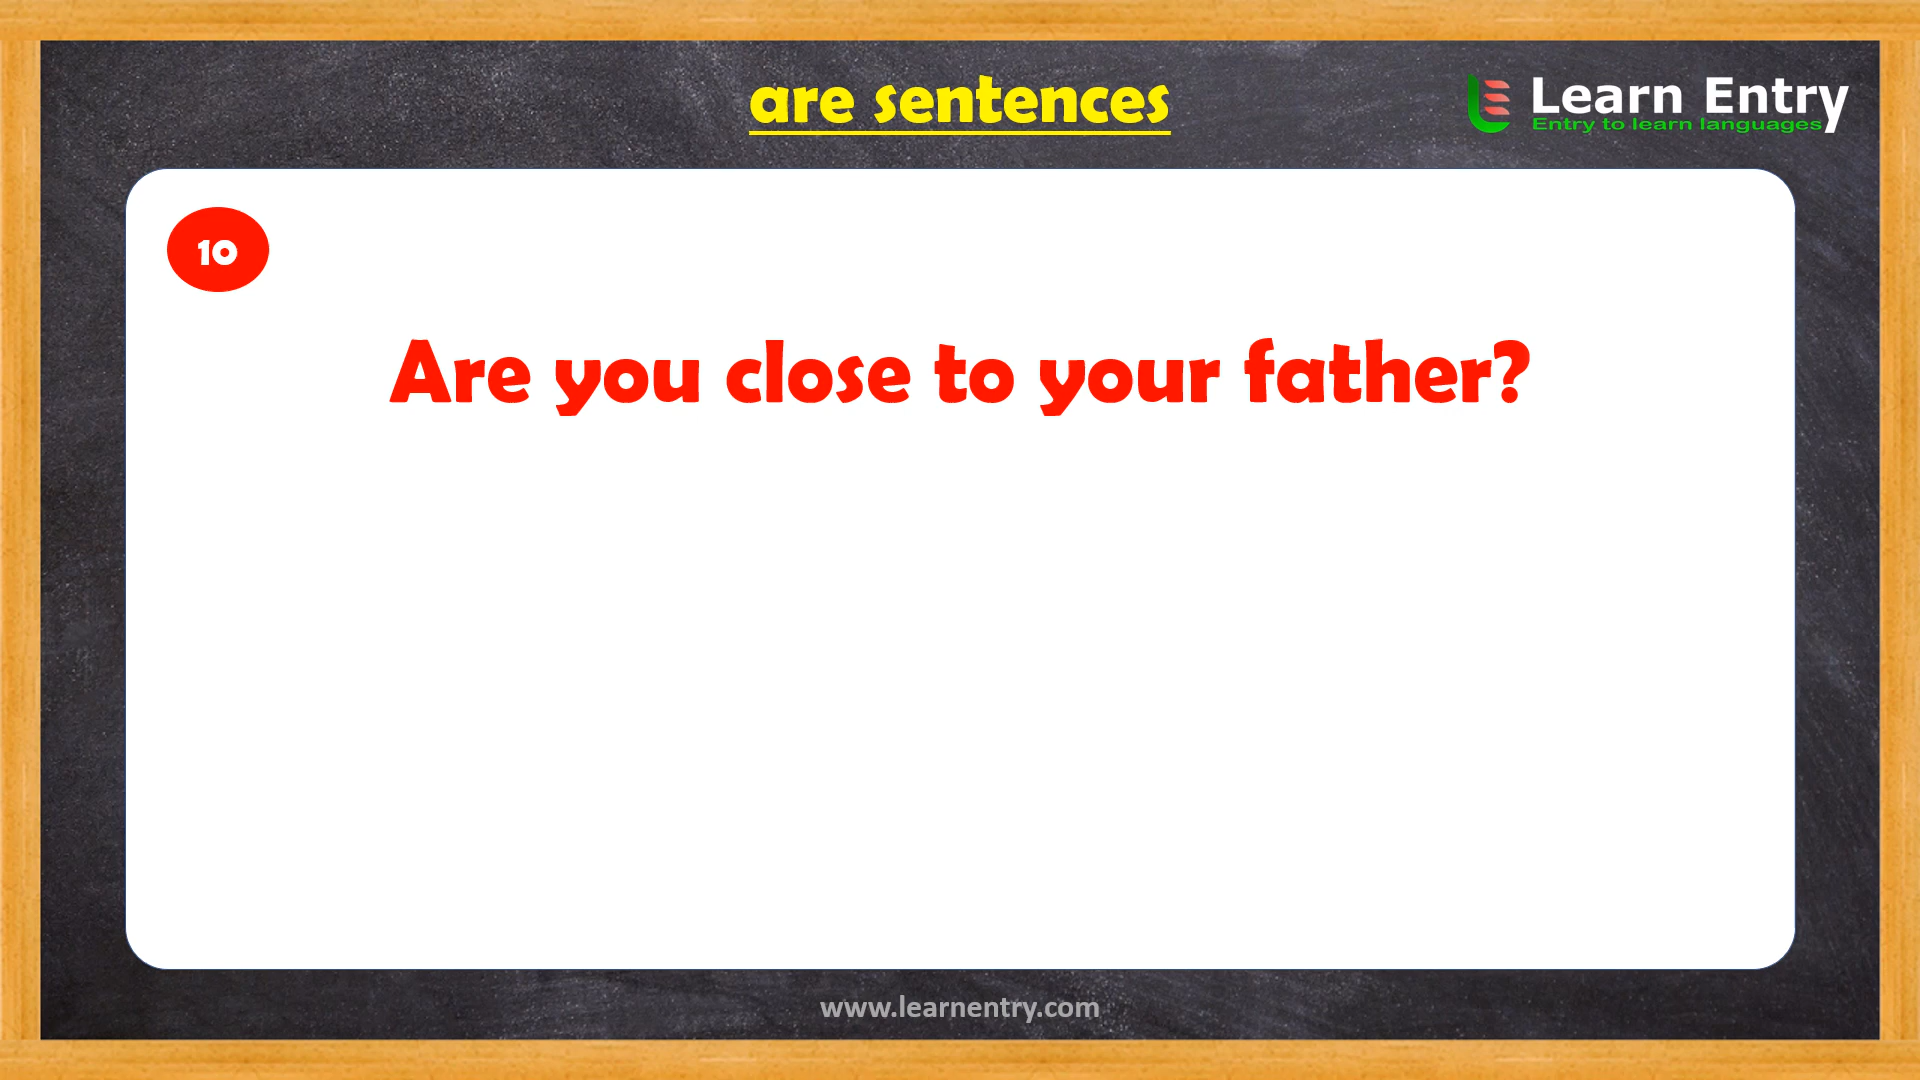 are sentences
Learn Entry
Entry to learn languages
10
Are you close to your father?
www.learnentry.com